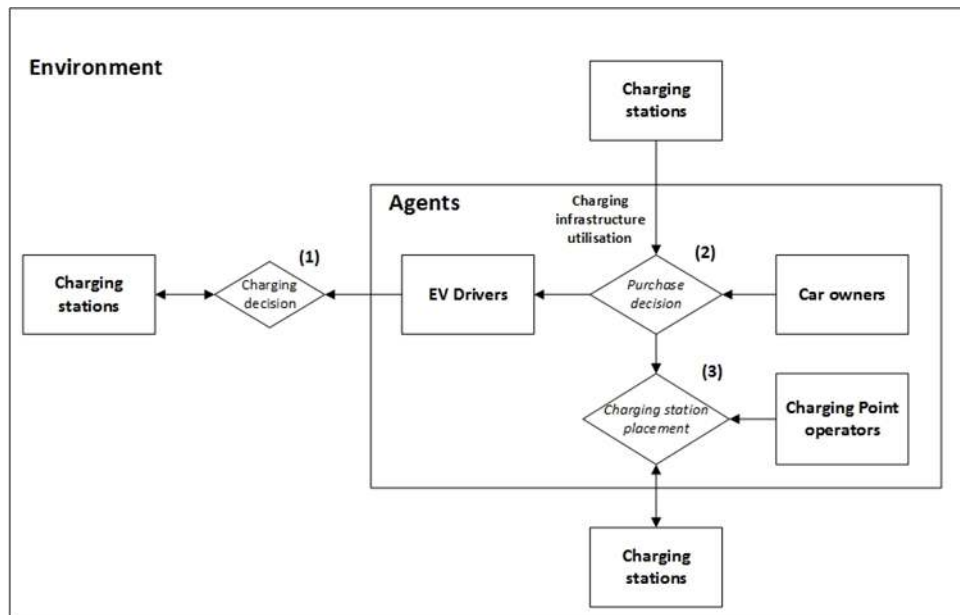 Environment
Charging
stations
Agents
Charging
infrastructure
utilisation
(1)
(2)
Charging
stations
Charging
decision
EV Drivers
Purchase
decision
Car owners
(3)
Charging station
placement
Charging Point
operators
Charging
stations